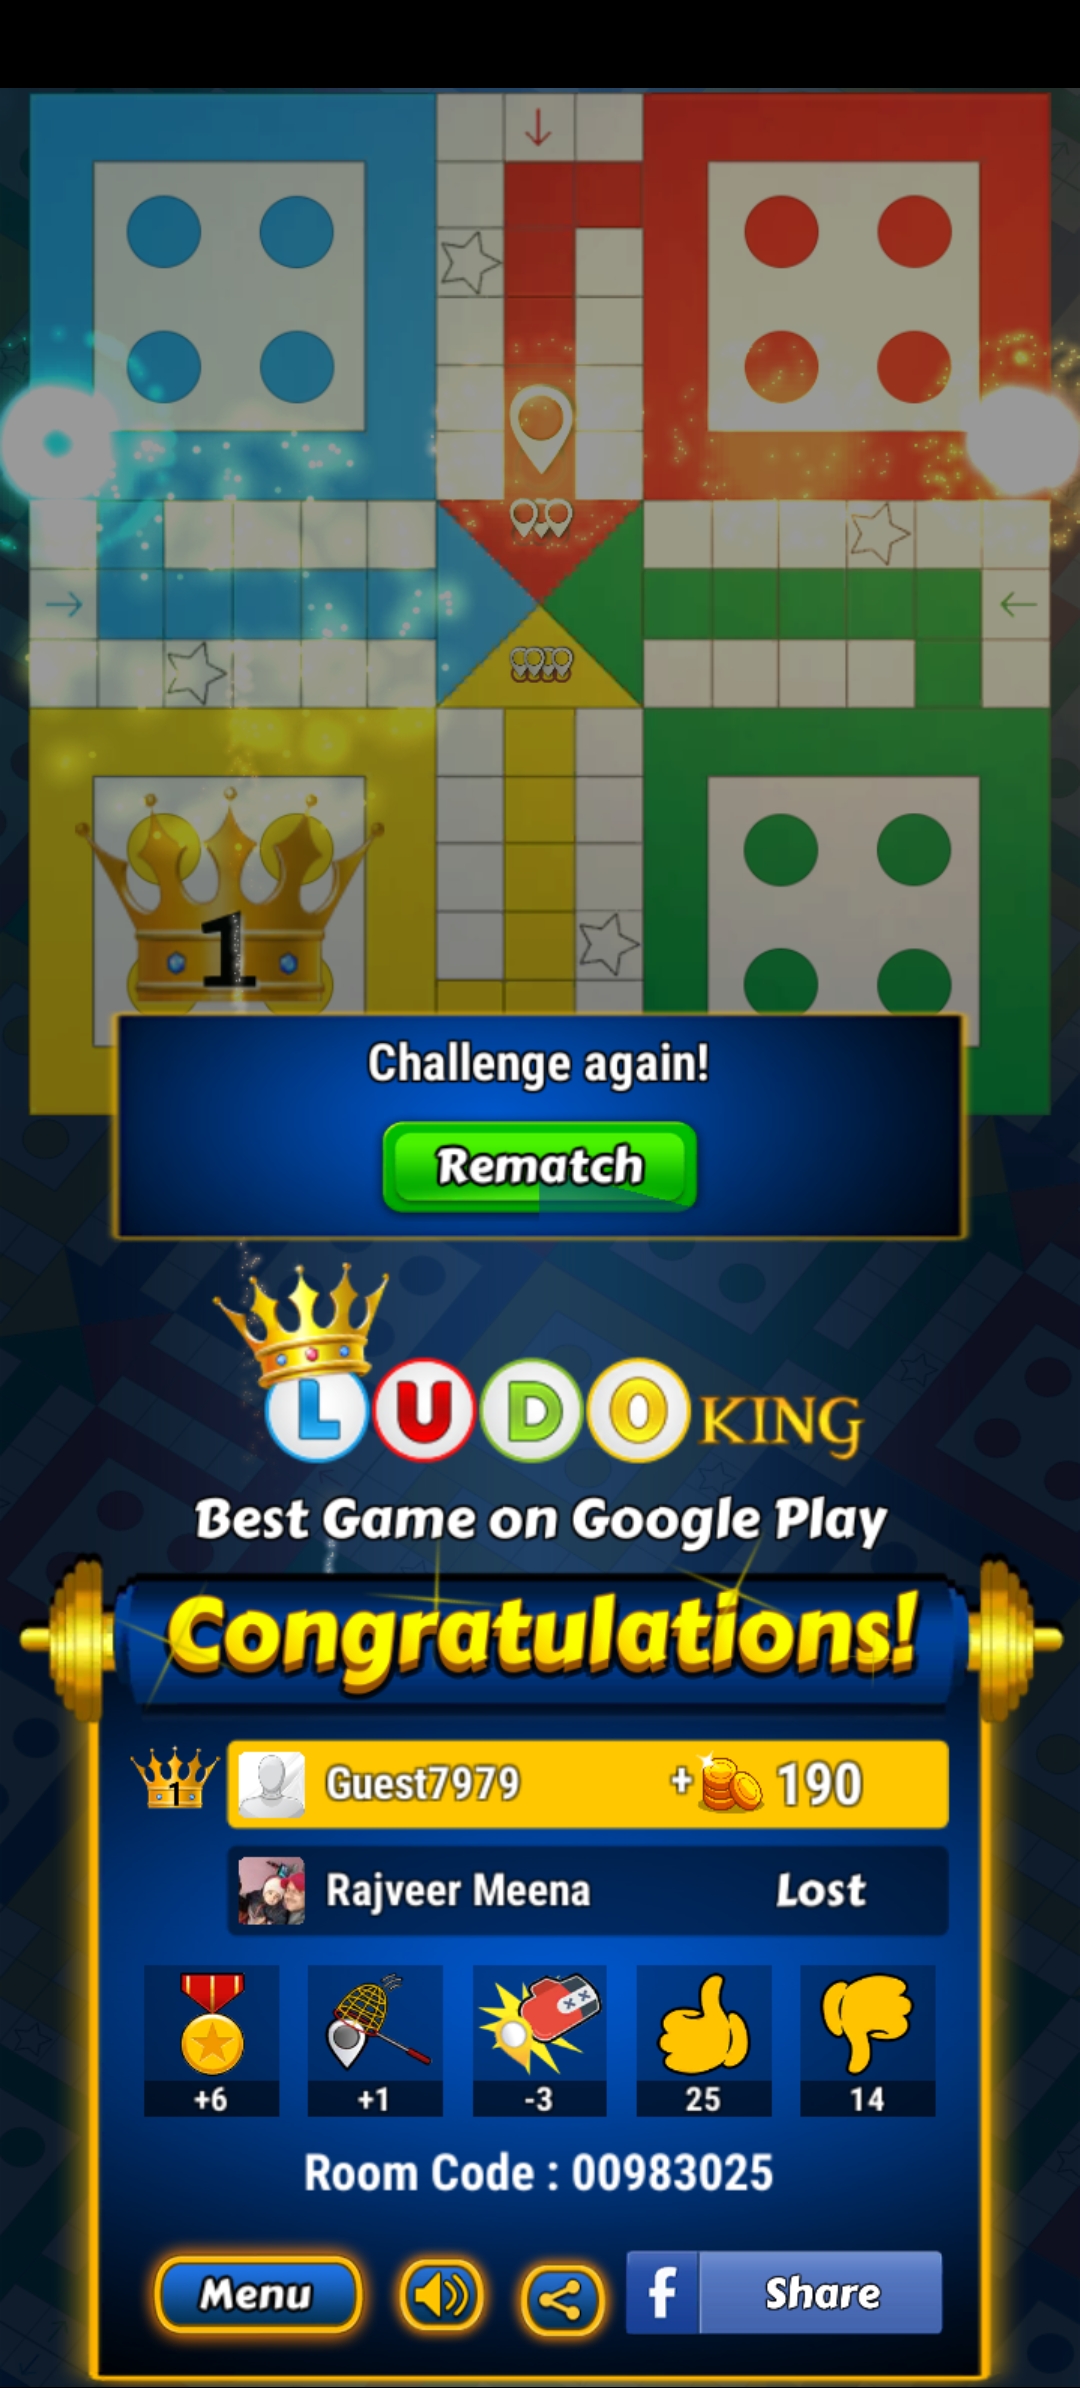 1
Challenge again!
Rematch
LUDO KING
Best Game on Google Play
Congratulations!
1 Guest7979 + 190
Rajveer Meena Lost
+6 +1 -3 25 14
Room Code : 00983025
Menu f Share